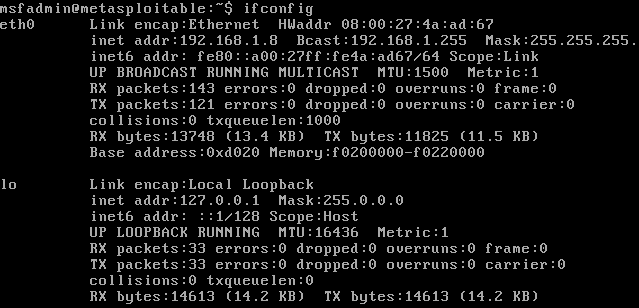 msfadmin@metasploitable:~$ ifconfig
eth0      Link encap:Ethernet  HWaddr 08:00:27:4a:ad:67
          inet addr:192.168.1.8  Bcast:192.168.1.255  Mask:255.255.255.
          inet6 addr: fe80::a00:27ff:fe4a:ad67/64 Scope:Link
          UP BROADCAST RUNNING MULTICAST  MTU:1500  Metric:1
          RX packets:143 errors:0 dropped:0 overruns:0 frame:0
          TX packets:121 errors:0 dropped:0 overruns:0 carrier:0
          collisions:0 txqueuelen:1000
          RX bytes:13748 (13.4 KB)  TX bytes:11825 (11.5 KB)
          Base address:0xd020 Memory:f0200000-f0220000
lo        Link encap:Local Loopback
          inet addr:127.0.0.1  Mask:255.0.0.0
          inet6 addr: ::1/128 Scope:Host
          UP LOOPBACK RUNNING  MTU:16436  Metric:1
          RX packets:33 errors:0 dropped:0 overruns:0 frame:0
          TX packets:33 errors:0 dropped:0 overruns:0 carrier:0
          collisions:0 txqueuelen:0
          RX bytes:14613 (14.2 KB)  TX bytes:14613 (14.2 KB)